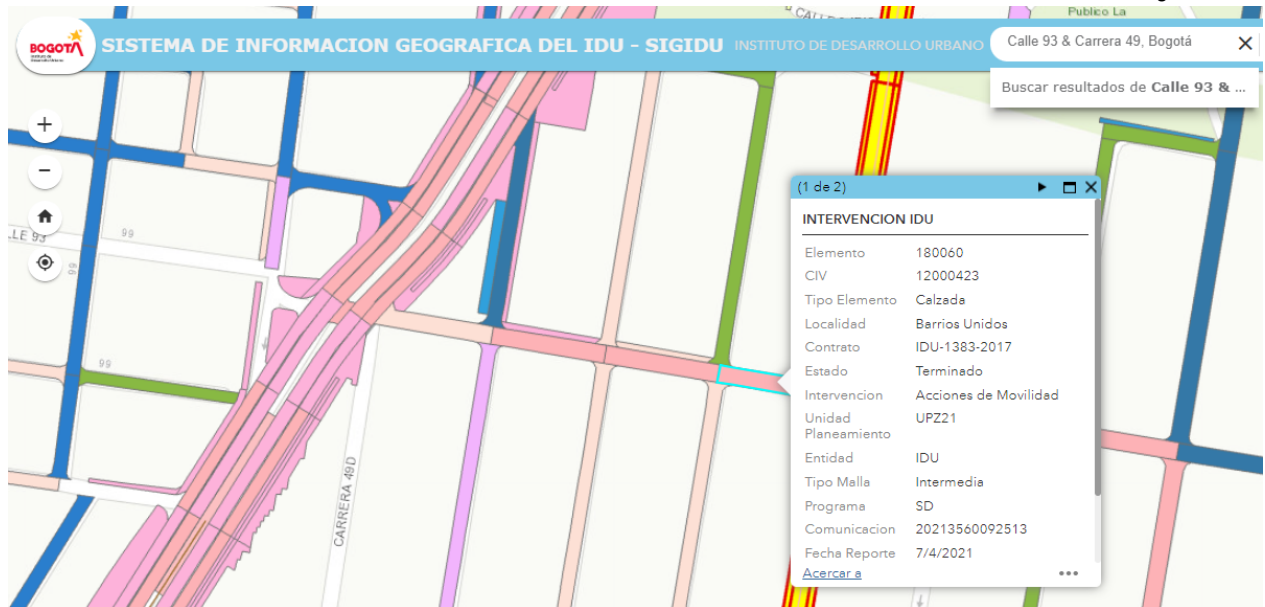 Publico La
BOGOTÁ
SISTEMA DE INFORMACION GEOGRAFICA DEL IDU - SIGIDU INSTITUTO DE DESARROLLO URBANO
Calle 93 & Carrera 49, Bogotá
X
Buscar resultados de Calle 93 & ...
+
−
LLE 93
99
99
99
CARRERA 49D
(1 de 2)
INTERVENCION IDU
Elemento 180060
CIV 12000423
Tipo Elemento Calzada
Localidad Barrios Unidos
Contrato IDU-1383-2017
Estado Terminado
Intervencion Acciones de Movilidad
Unidad UPZ21
Planeamiento
Entidad IDU
Tipo Malla Intermedia
Programa SD
Comunicacion 20213560092513
Fecha Reporte 7/4/2021
Acercar a